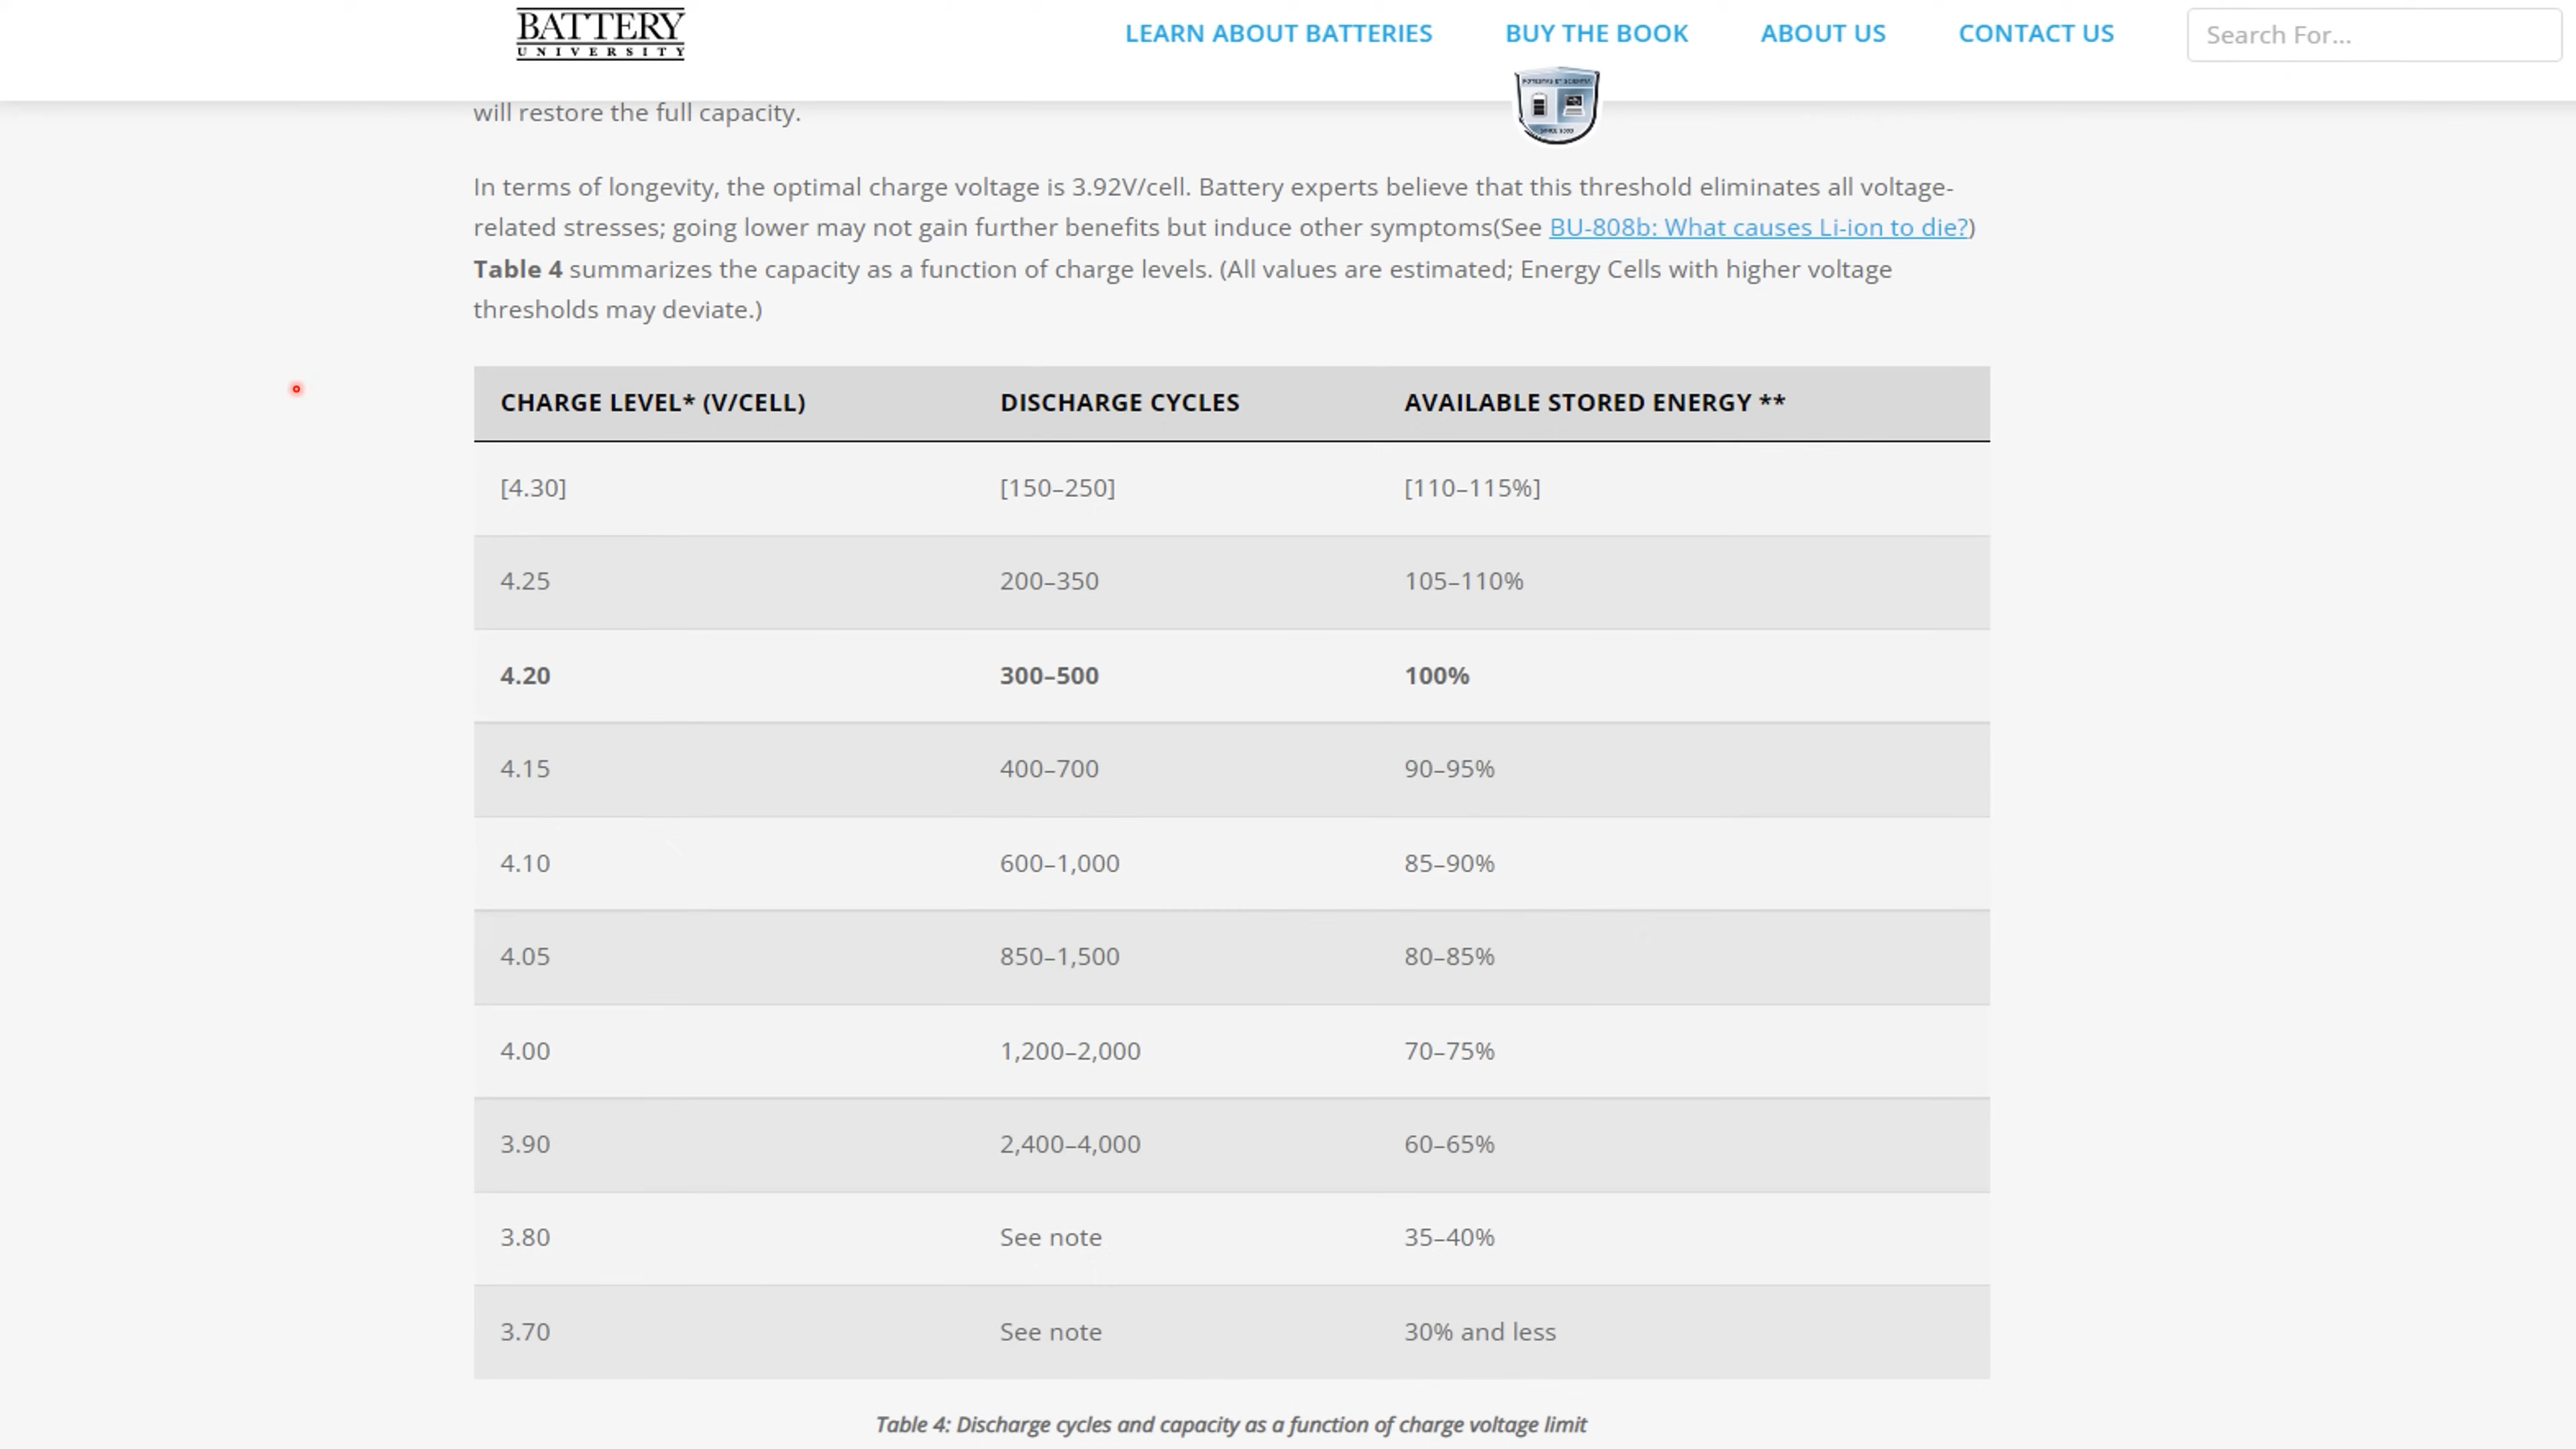 BATTERY
UNIVERSITY
LEARN ABOUT BATTERIES BUY THE BOOK ABOUT US CONTACT US Search For...
will restore the full capacity.
In terms of longevity, the optimal charge voltage is 3.92V/cell. Battery experts believe that this threshold eliminates all voltage-
related stresses; going lower may not gain further benefits but induce other symptoms(See BU-808b: What causes Li-ion to die?)
Table 4 summarizes the capacity as a function of charge levels. (All values are estimated; Energy Cells with higher voltage
thresholds may deviate.)
CHARGE LEVEL* (V/CELL) DISCHARGE CYCLES AVAILABLE STORED ENERGY **
[4.30] [150–250] [110–115%]
4.25 200–350 105–110%
4.20 300–500 100%
4.15 400–700 90–95%
4.10 600–1,000 85–90%
4.05 850–1,500 80–85%
4.00 1,200–2,000 70–75%
3.90 2,400–4,000 60–65%
3.80 See note 35–40%
3.70 See note 30% and less
Table 4: Discharge cycles and capacity as a function of charge voltage limit